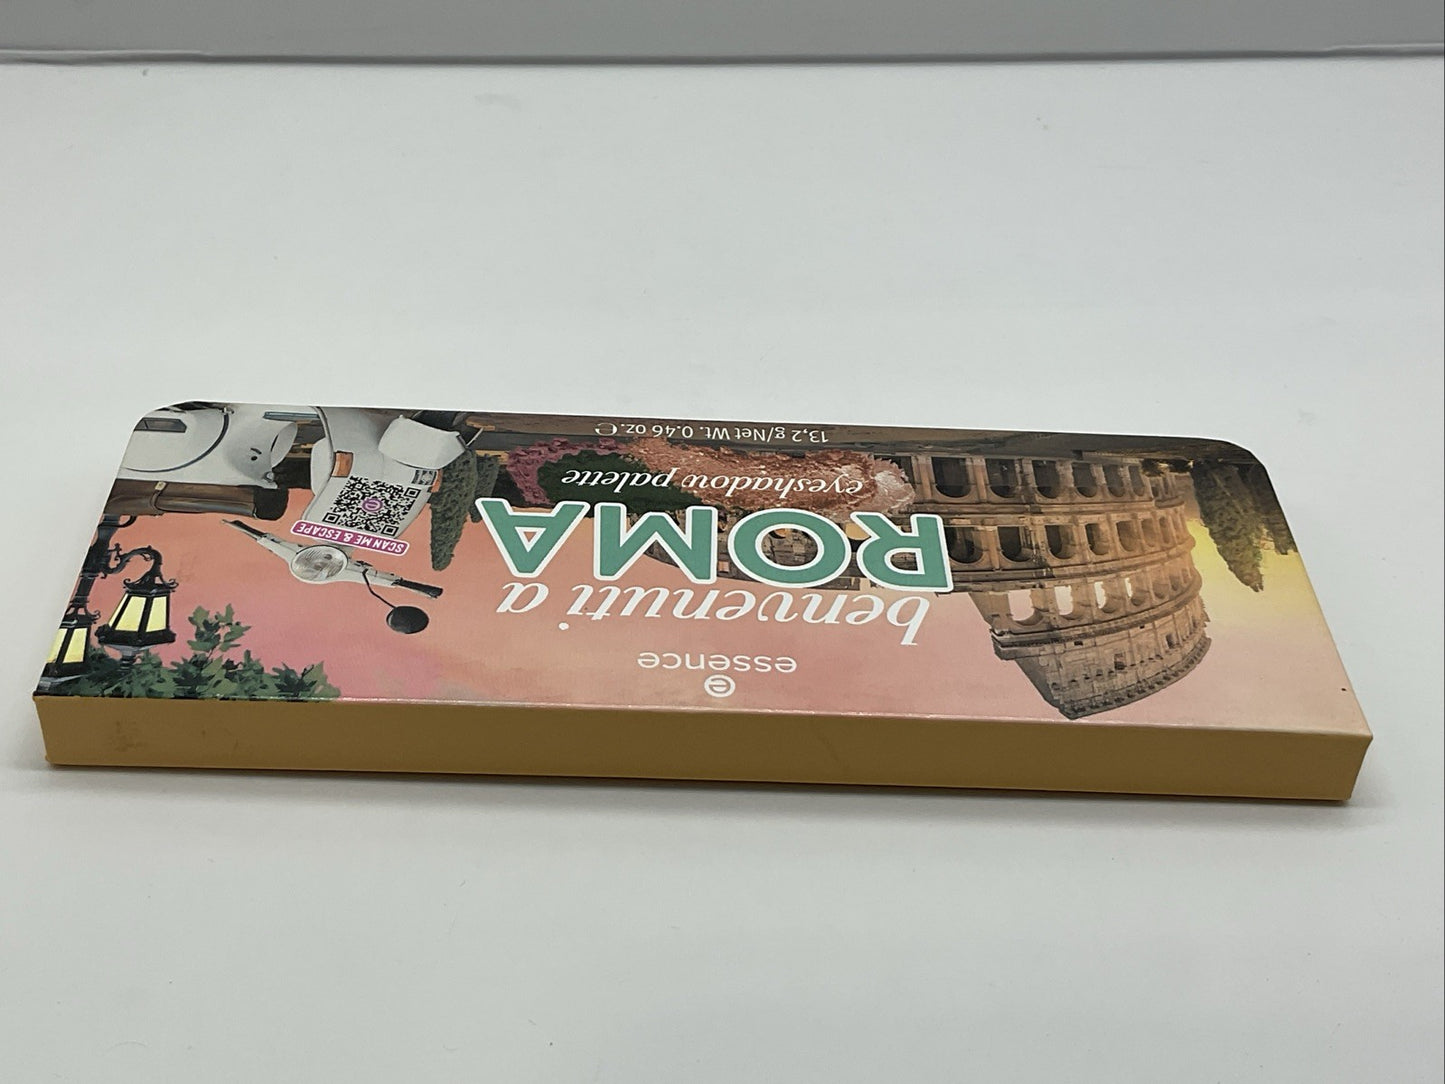 essence
benvenuti a
ROMA
eyeshadow palette
13,2 g/Net Wt. 0.46 oz. ℮
SCAN ME & ESCAPE